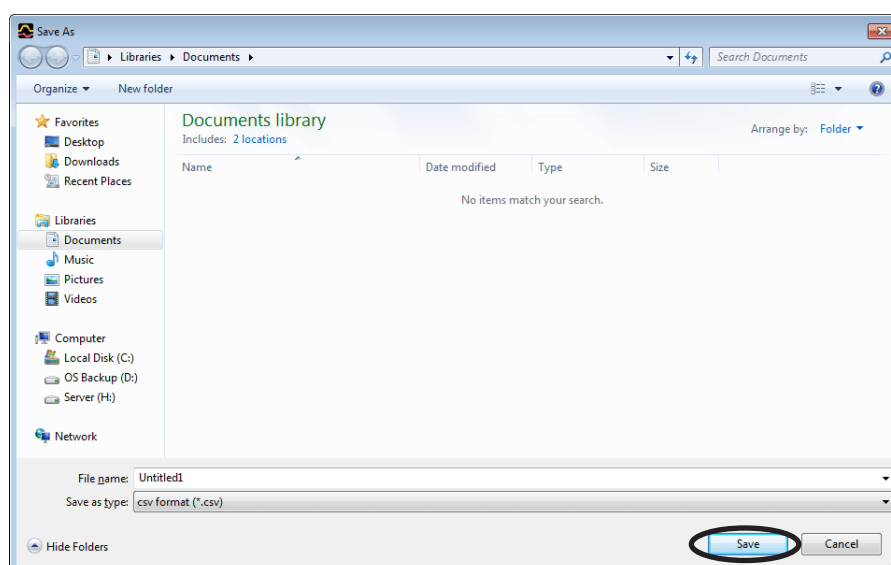 Save As
Libraries Documents
Search Documents
Organize New folder
Favorites
Desktop
Downloads
Recent Places
Libraries
Documents
Music
Pictures
Videos
Computer
Local Disk (C:)
OS Backup (D:)
Server (H:)
Network
Documents library
Includes: 2 locations
Arrange by: Folder
Name Date modified Type Size
No items match your search.
File name: Untitled1
Save as type: csv format (*.csv)
Hide Folders
Save Cancel